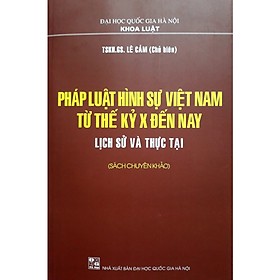 ĐẠI HỌC QUỐC GIA HÀ NỘI
KHOA LUẬT
TSKH.GS. LÊ CẢM (Chủ biên)
PHÁP LUẬT HÌNH SỰ VIỆT NAM
TỪ THẾ KỶ X ĐẾN NAY
LỊCH SỬ VÀ THỰC TẠI
(SÁCH CHUYÊN KHẢO)
NHÀ XUẤT BẢN ĐẠI HỌC QUỐC GIA HÀ NỘI